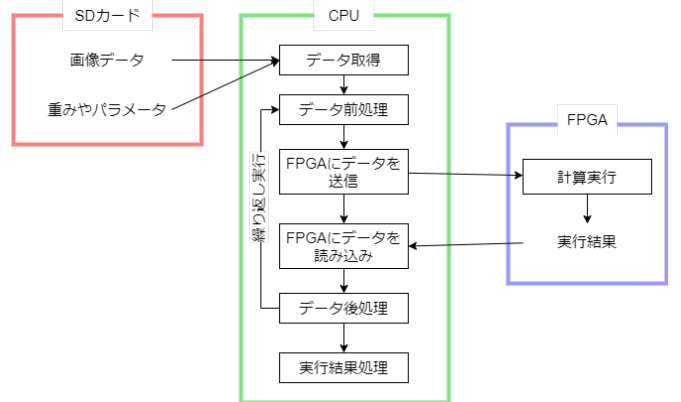 SDカード
画像データ
重みやパラメータ
CPU
データ取得
データ前処理
FPGAにデータを
送信
FPGAにデータを
読み込み
データ後処理
実行結果処理
繰り返し実行
FPGA
計算実行
実行結果